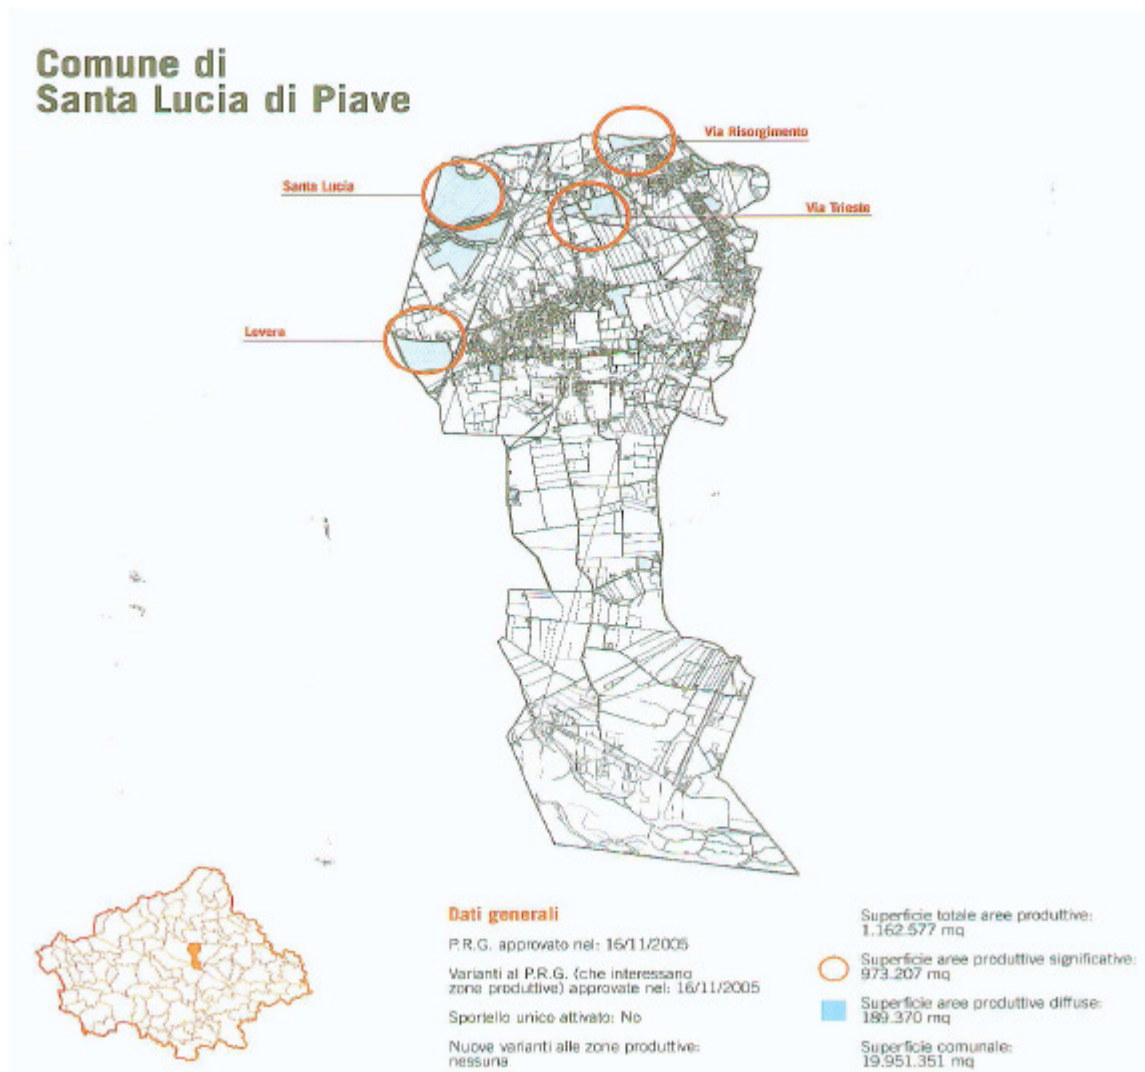 Comune di
Santa Lucia di Piave
Via Risorgimento
Santa Lucia
Via Trieste
Levera
Dati generali
P.R.G. approvato nel: 16/11/2005
Varianti al P.R.G. (che interessano
zone produttive) approvate nel: 16/11/2005
Sportello unico attivato: No
Nuove varianti alle zone produttive:
nessuna
Superficie totale aree produttive:
1.162.577 mq
Superficie aree produttive significative:
973.207 mq
Superficie aree produttive diffuse:
189.370 mq
Superficie comunale:
19.951.351 mq